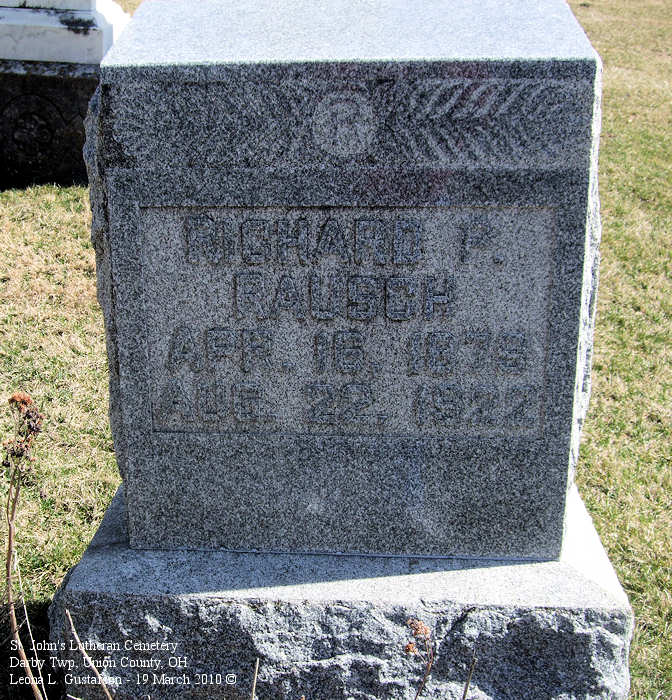 R
RICHARD P.
RAUSCH
APR. 16, 1879
AUG. 22, 1922
St. John's Lutheran Cemetery
Darby Twp, Union County, OH
Leona L. Gustafson - 19 March 2010 ©